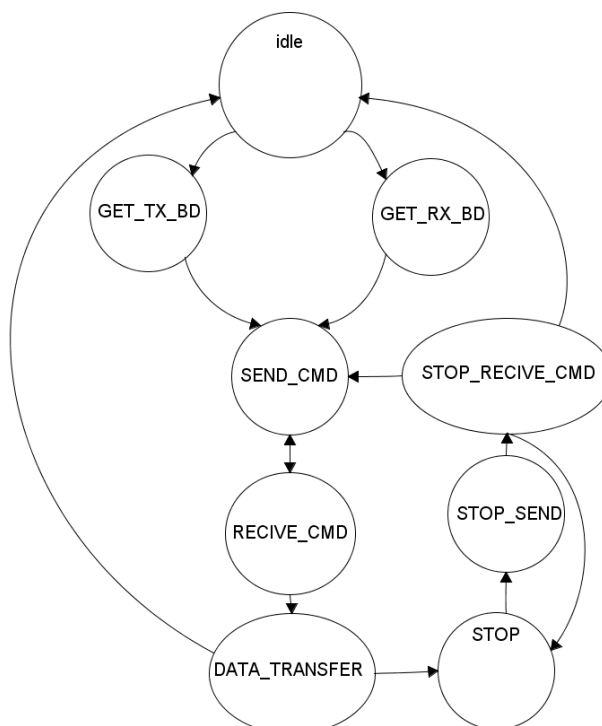 idle
GET_TX_BD
GET_RX_BD
SEND_CMD
STOP_RECIVE_CMD
RECIVE_CMD
STOP_SEND
DATA_TRANSFER
STOP